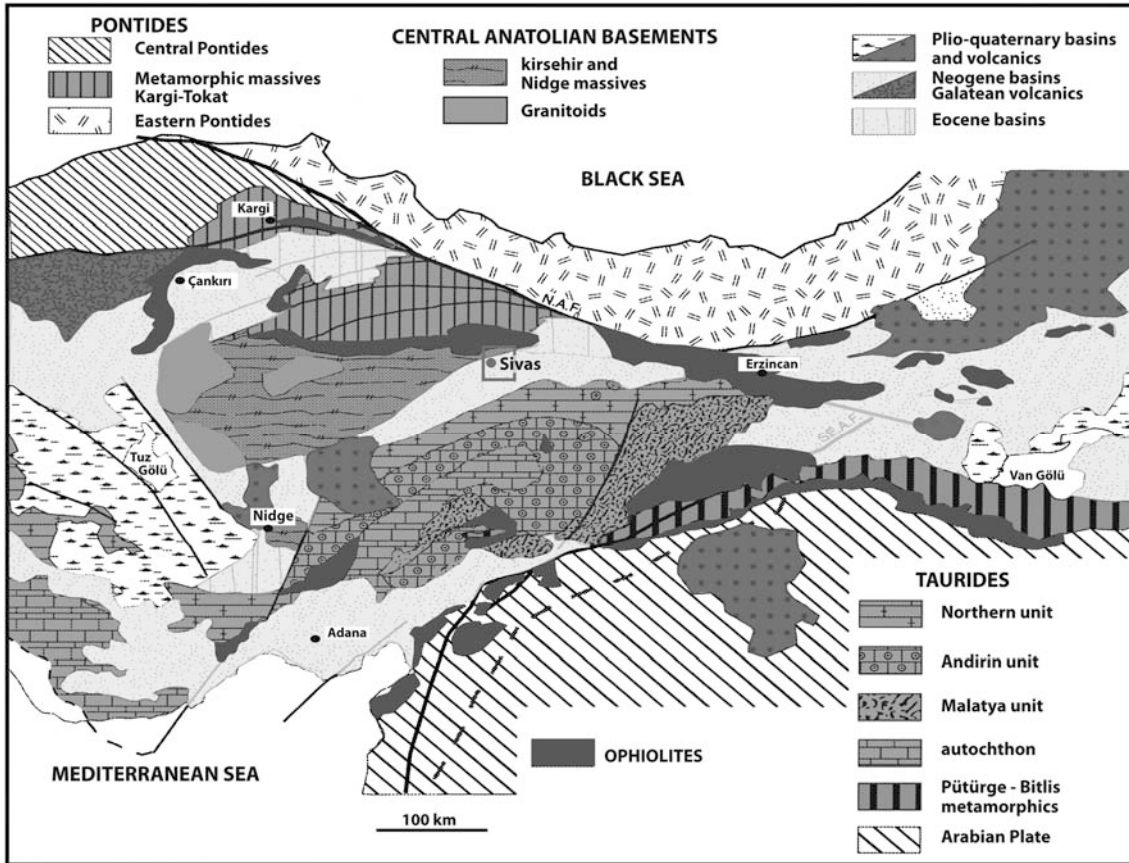 PONTIDES
Central Pontides
Metamorphic massives
Kargi-Tokat
Eastern Pontides
CENTRAL ANATOLIAN BASEMENTS
kirsehir and
Nidge massives
Granitoids
Plio-quaternary basins
and volcanics
Neogene basins
Galatean volcanics
Eocene basins
BLACK SEA
Kargi
Çankırı
N.A.F.
Sivas
Erzincan
Tuz
Gölü
Van Gölü
Nidge
Adana
MEDITERRANEAN SEA
100 km
OPHIOLITES
TAURIDES
Northern unit
Andirin unit
Malatya unit
autochthon
Pütürge - Bitlis
metamorphics
Arabian Plate